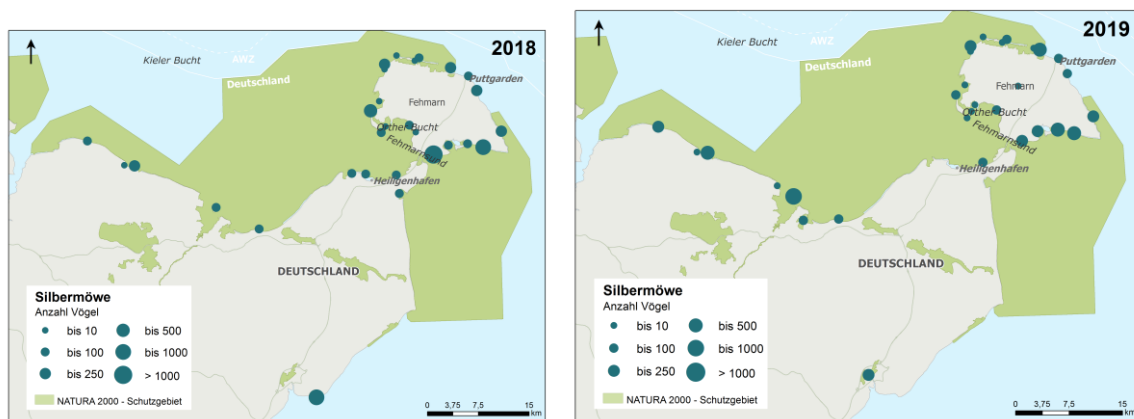 2018
Kieler Bucht
AWZ
Deutschland
Puttgarden
Fehmarn
Orther Bucht
Fehmarnsund
Heiligenhafen
DEUTSCHLAND
Silbermöwe
Anzahl Vögel
bis 10
bis 500
bis 100
bis 1000
bis 250
> 1000
NATURA 2000 - Schutzgebiet
0 3,75 7,5 15
km
2019
Kieler Bucht
AWZ
Deutschland
Puttgarden
Fehmarn
Orther Bucht
Fehmarnsund
Heiligenhafen
DEUTSCHLAND
Silbermöwe
Anzahl Vögel
bis 10
bis 500
bis 100
bis 1000
bis 250
> 1000
NATURA 2000 - Schutzgebiet
0 3,75 7,5 15
km